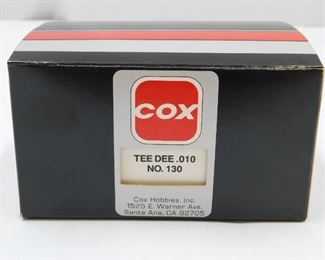 COX
TEE DEE .010
NO. 130
Cox Hobbies, Inc.
1525 E. Warner Ave.
Santa Ana, CA 92705